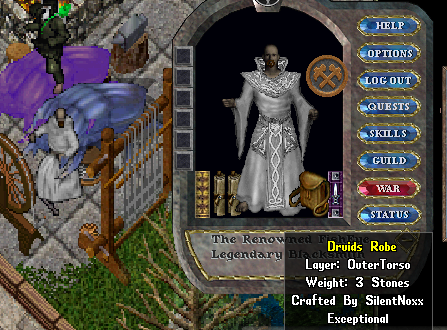 HELP
OPTIONS
LOG OUT
QUESTS
SKILLS
GUILD
WAR
STATUS
The Renowned
Legendary Blacksm
Druids Robe
Layer: OuterTorso
Weight: 3 Stones
Crafted By SilentNoxx
Exceptional